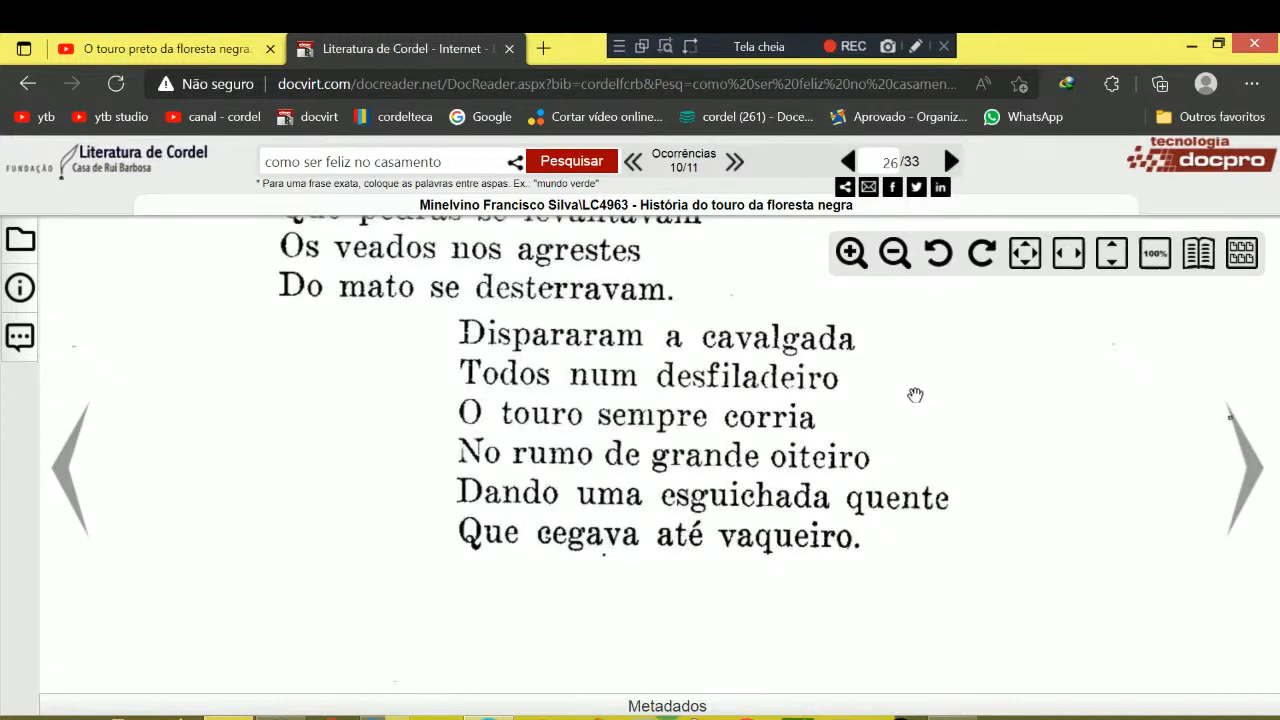 O touro preto da floresta negra.
Literatura de Cordel - Internet -
Tela cheia
REC
Não seguro
docvirt.com/docreader.net/DocReader.aspx?bib=cordelfcrb&Pesq=como%20ser%20feliz%20no%20casamen...
ytb
ytb studio
canal - cordel
docvirt
cordelteca
Google
Cortar vídeo online...
cordel (261) - Doce...
Aprovado - Organiz...
WhatsApp
Outros favoritos
FUNDAÇÃO
Literatura de Cordel
Casa de Rui Barbosa
como ser feliz no casamento
Pesquisar
Ocorrências
10/11
26 /33
tecnologia
docpro
* Para uma frase exata, coloque as palavras entre aspas. Ex.: "mundo verde"
Minelvino Francisco Silva\LC4963 - História do touro da floresta negra
100%
Que pedras se levantavam
Os veados nos agrestes
Do mato se desterravam.
Dispararam a cavalgada
Todos num desfiladeiro
O touro sempre corria
No rumo de grande oiteiro
Dando uma esguichada quente
Que cegava até vaqueiro.
Metadados